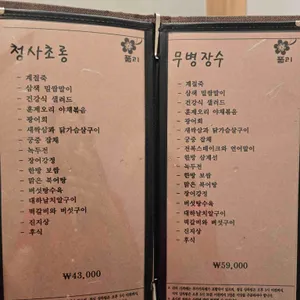 청사초롱
- 계절죽
- 삼색 밀쌈말이
- 건강식 샐러드
- 훈제오리 야채볶음
- 광어회
- 새싹삼과 닭가슴살구이
- 궁중 잡채
- 녹두전
- 한방 보쌈
- 맑은 북어탕
- 장어강정
- 버섯탕수육
- 대하날치알구이
- 떡갈비와 버섯구이
- 진지상
- 후식
₩43,000
무병장수
- 계절죽
- 삼색 밀쌈말이
- 건강식 샐러드
- 훈제오리 야채볶음
- 광어회
- 새싹삼과 닭가슴살구이
- 궁중 잡채
- 전복스테이크와 연어말이
- 한방 삼계선
- 녹두전
- 한방 보쌈
- 맑은 북어탕
- 장어강정
- 버섯탕수육
- 대하날치알구이
- 떡갈비와 버섯구이
- 진지상
- 후식
₩59,000